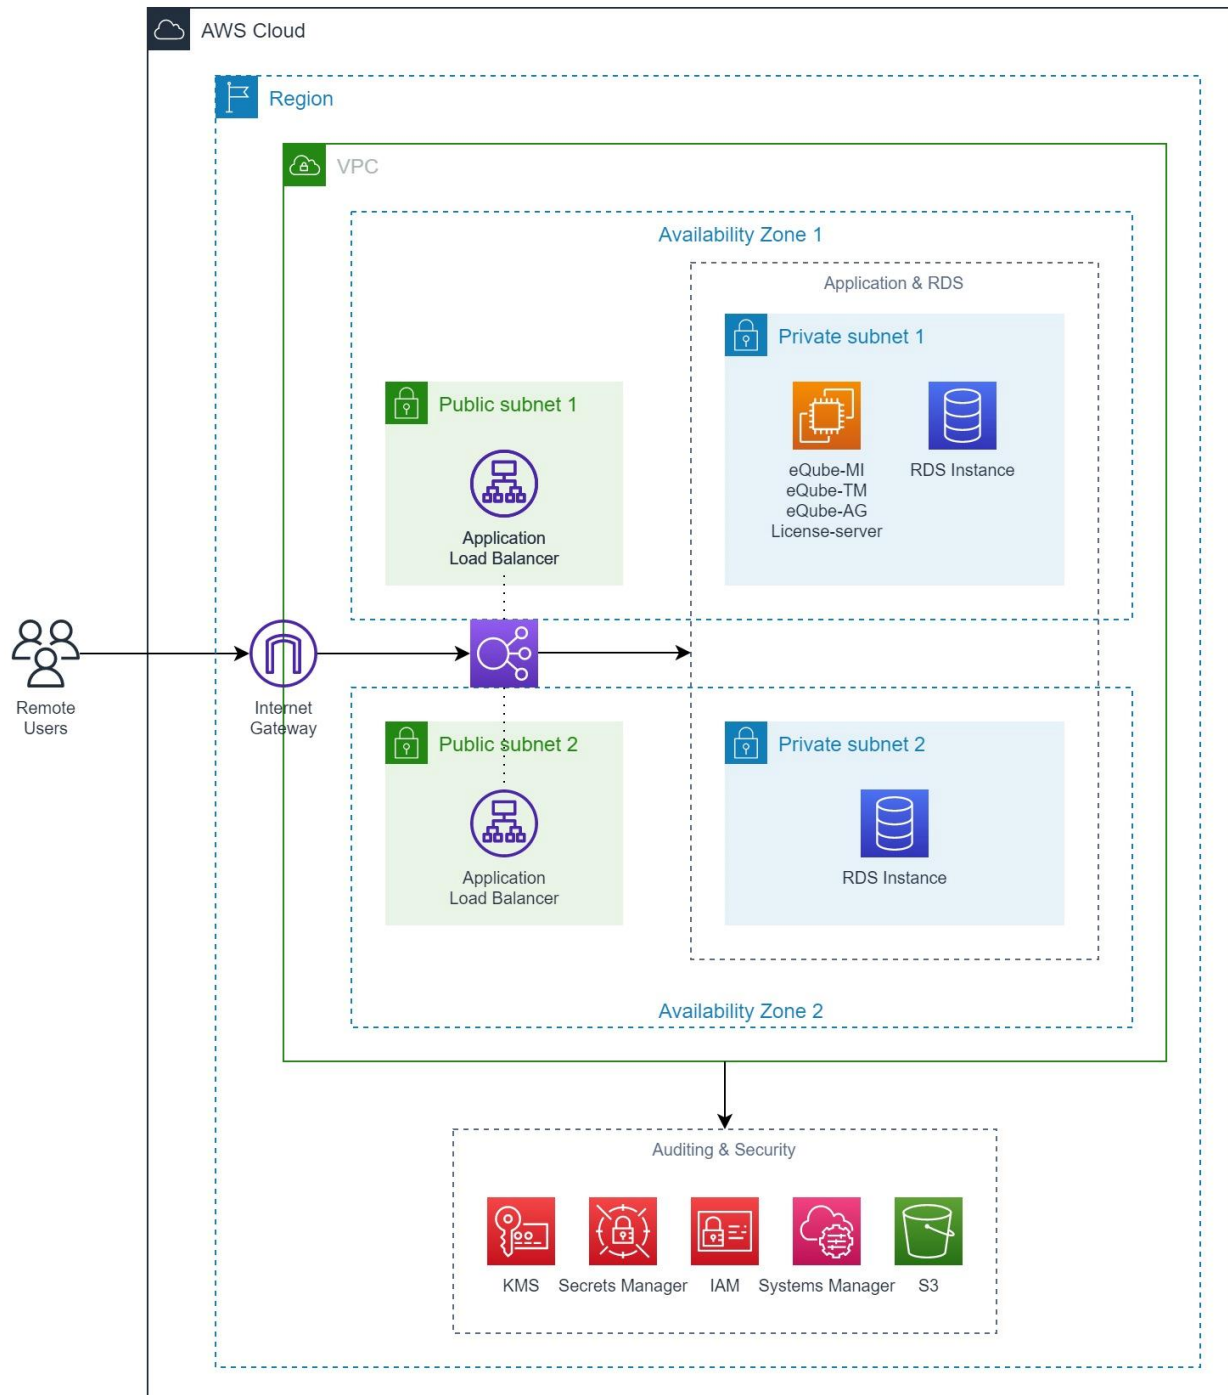 AWS Cloud
Region
VPC
Availability Zone 1
Application & RDS
Private subnet 1
Public subnet 1
eQube-MI
eQube-TM
eQube-AG
License-server
RDS Instance
Application
Load Balancer
Remote
Users
Internet
Gateway
Public subnet 2
Private subnet 2
Application
Load Balancer
RDS Instance
Availability Zone 2
Auditing & Security
KMS
Secrets Manager
IAM
Systems Manager
S3